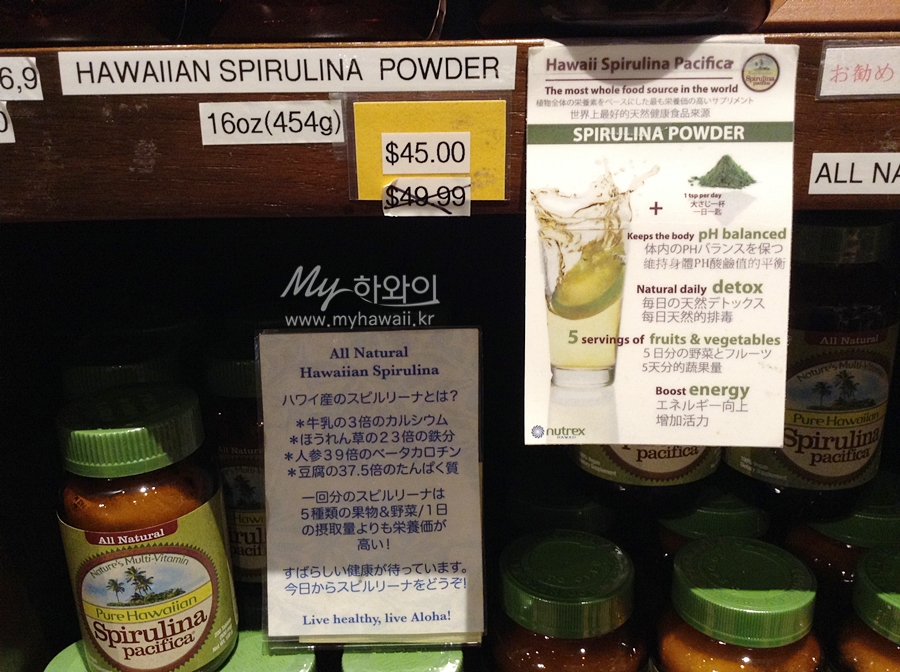 6,9
HAWAIIAN SPIRULINA POWDER
16oz(454g)
$45.00
$49.99
Hawaii Spirulina Pacifica
The most whole food source in the world
植物全体の栄養素をベースにした最も栄養価の高いサプリメント
世界上最好的天然健康食品來源
SPIRULINA POWDER
+
1 tsp per day
大さじ一杯
一日一匙
Keeps the body pH balanced
体内のPHバランスを保つ
維持身體PH酸鹼值的平衡
Natural daily detox
毎日の天然デトックス
每日天然的排毒
5 servings of fruits & vegetables
5日分の野菜とフルーツ
5天分的蔬果量
Boost energy
エネルギー向上
增加活力
nutrex
HAWAII
お勧め
ALL NA
My 하와이
www.myhawaii.kr
All Natural
Hawaiian Spirulina
ハワイ産のスピルリーナとは?
*牛乳の3倍のカルシウム
*ほうれん草の23倍の鉄分
*人参39倍のベータカロチン
*豆腐の37.5倍のたんぱく質
一回分のスピルリーナは
5種類の果物&野菜/1日
の摂取量よりも栄養価が
高い!
すばらしい健康が待っています。
今日からスピルリーナをどうぞ!
Live healthy, live Aloha!
All Natural
Nature's Multi-Vitamin
Pure Hawaiian
Spirulina
pacifica
All Natural
Nature's Multi-Vitamin
Pure Hawaiian
Spirulina
pacifica